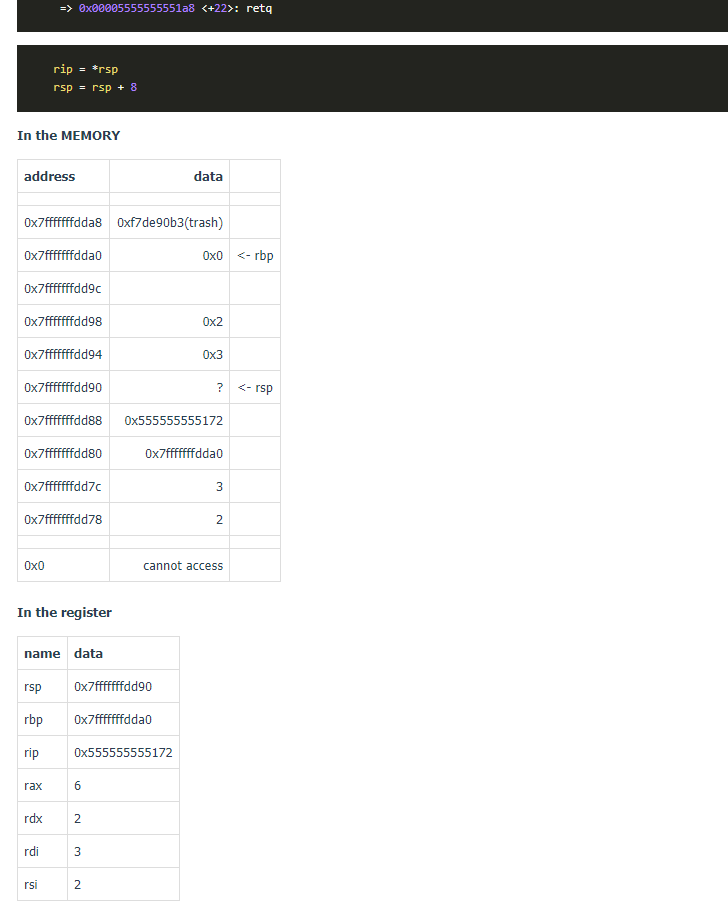 => 0x00005555555551a8 <+22>: retq
rip = *rsp
rsp = rsp + 8
In the MEMORY
address data
0x7fffffffdda8 0xf7de90b3(trash)
0x7fffffffdda0 0x0 <- rbp
0x7fffffffdd9c
0x7fffffffdd98 0x2
0x7fffffffdd94 0x3
0x7fffffffdd90 ? <- rsp
0x7fffffffdd88 0x555555555172
0x7fffffffdd80 0x7fffffffdda0
0x7fffffffdd7c 3
0x7fffffffdd78 2
0x0 cannot access
In the register
name data
rsp 0x7fffffffdd90
rbp 0x7fffffffdda0
rip 0x555555555172
rax 6
rdx 2
rdi 3
rsi 2